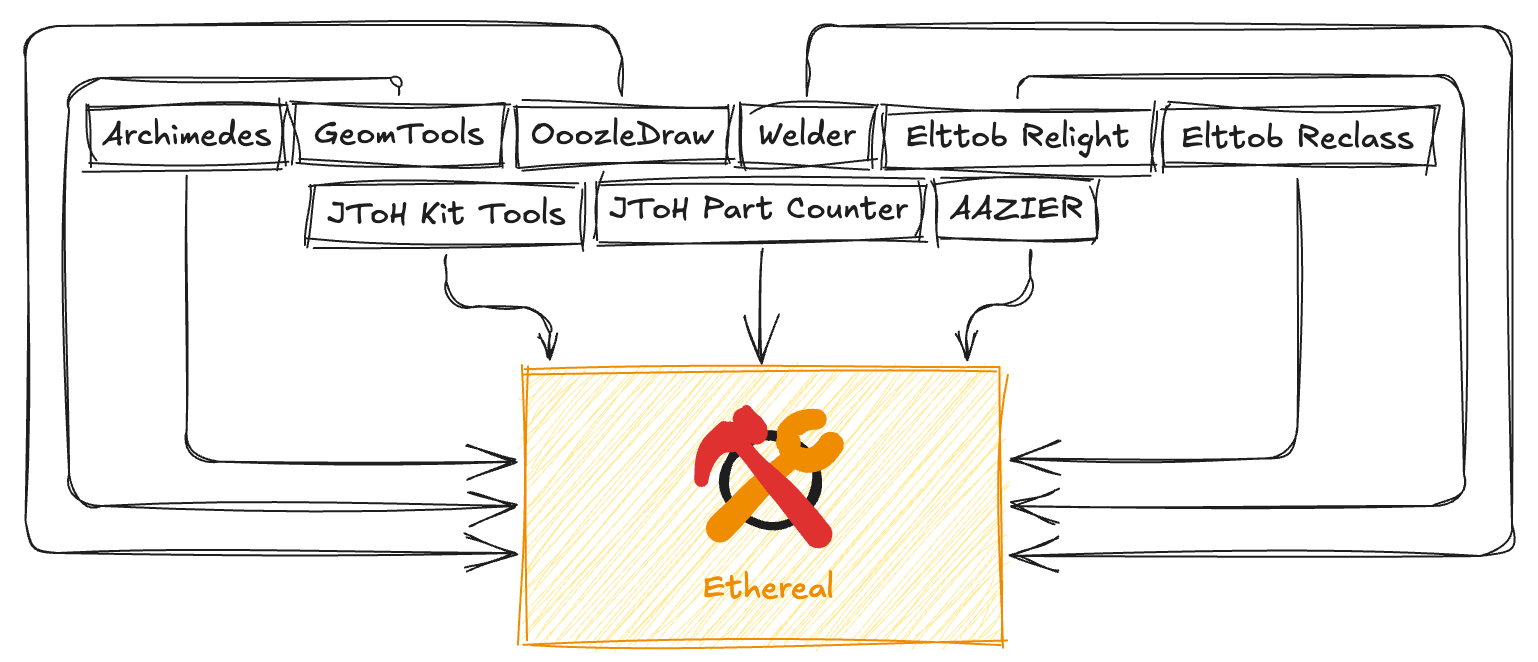 Archimedes
GeomTools
OoozleDraw
Welder
Elttob Relight
Elttob Reclass
JToH Kit Tools
JToH Part Counter
AAZIER
Ethereal